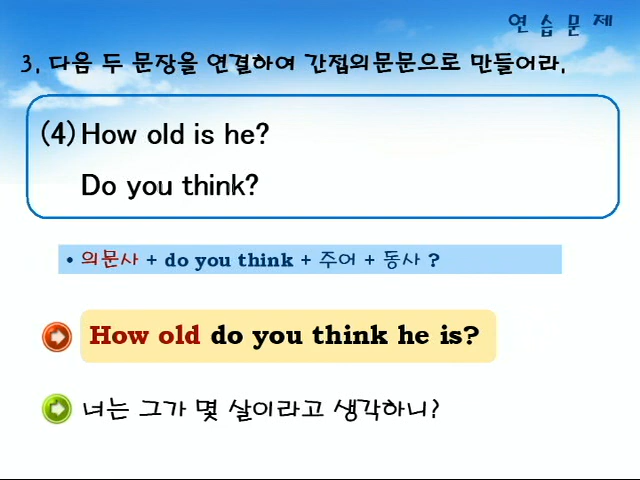 연 습 문 제
3. 다음 두 문장을 연결하여 간접의문문으로 만들어라.
(4) How old is he?
Do you think?
• 의문사 + do you think + 주어 + 동사 ?
How old do you think he is?
너는 그가 몇 살이라고 생각하니?